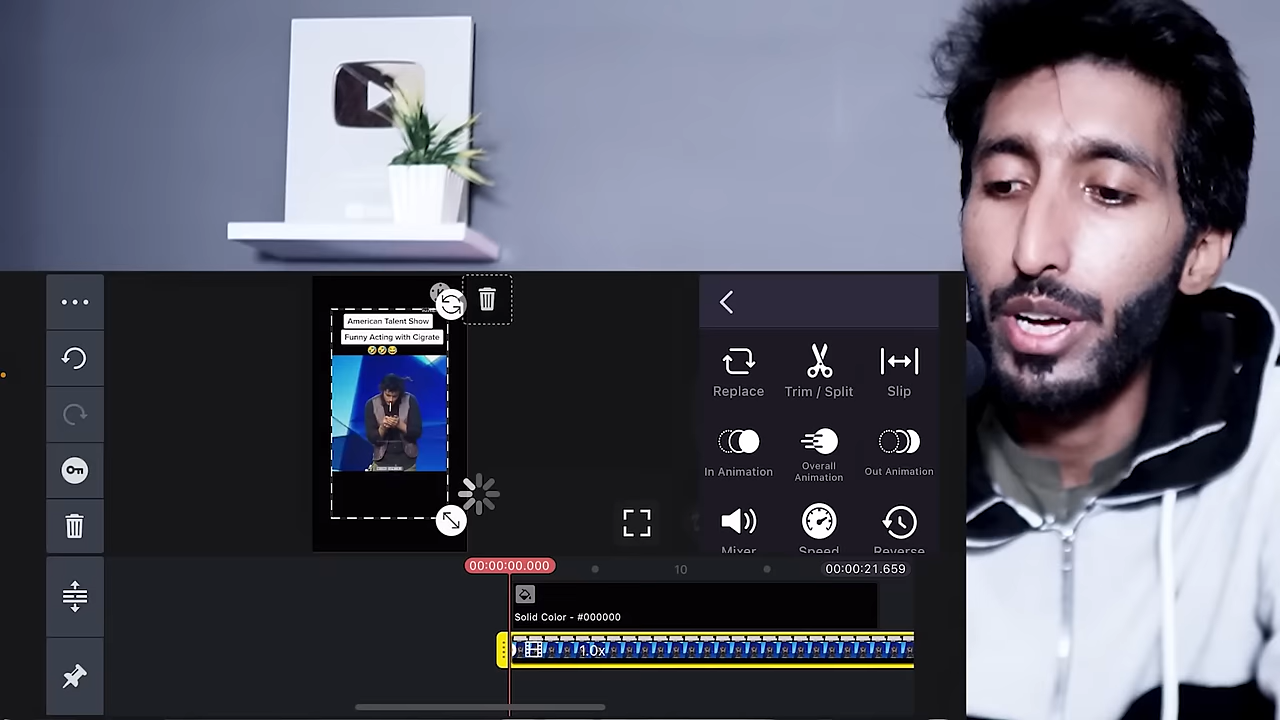 American Talent Show
Funny Acting with Cigrate
🤣🤣😂
Replace
Trim / Split
Slip
In Animation
Overall
Animation
Out Animation
Mixer
Speed
Reverse
00:00:00.000
10
00:00:21.659
Solid Color - #000000
1.0x